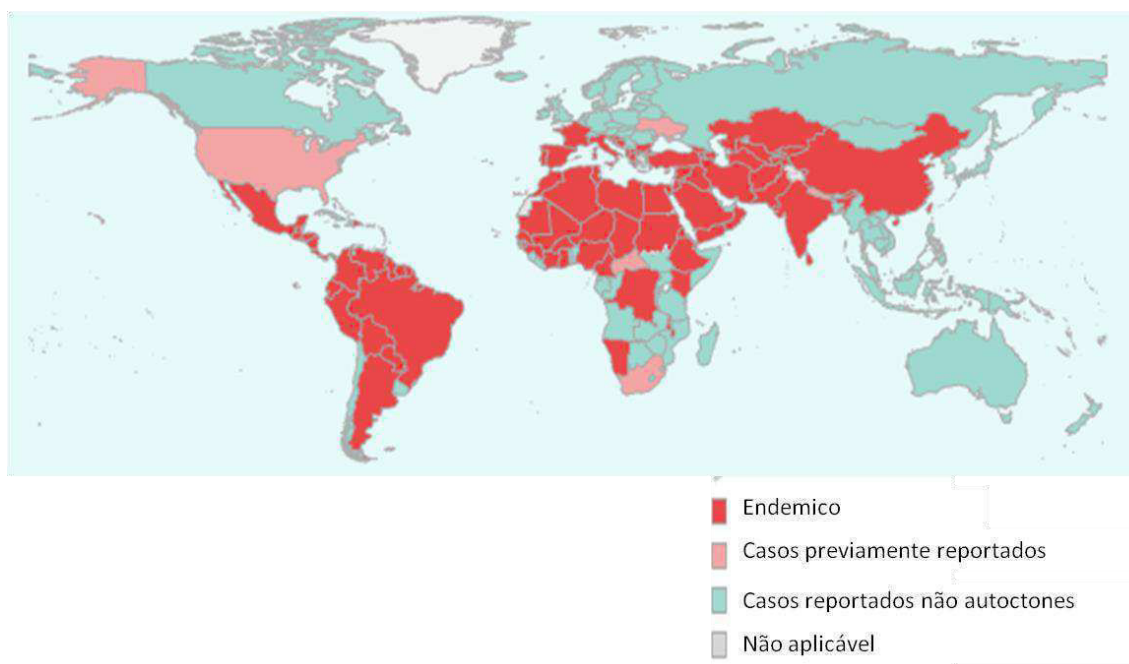 Endemico
Casos previamente reportados
Casos reportados não autoctones
Não aplicável